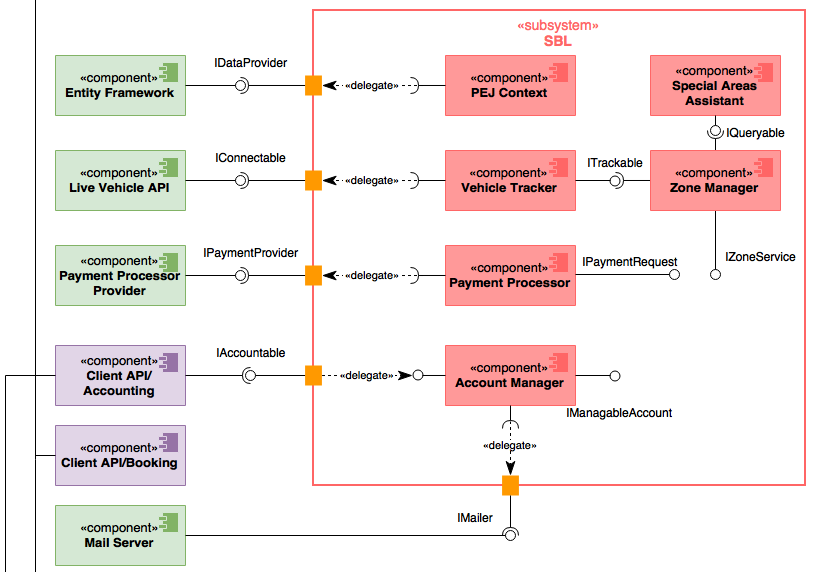 «subsystem»
SBL
«component»
Entity Framework
IDataProvider
«delegate»
«component»
PEJ Context
«component»
Special Areas
Assistant
IQueryable
«component»
Live Vehicle API
IConnectable
«delegate»
«component»
Vehicle Tracker
ITrackable
«component»
Zone Manager
«component»
Payment Processor
Provider
IPaymentProvider
«delegate»
«component»
Payment Processor
IPaymentRequest
IZoneService
«component»
Client API/
Accounting
IAccountable
«delegate»
«component»
Account Manager
IManagableAccount
«delegate»
«component»
Client API/Booking
IMailer
«component»
Mail Server